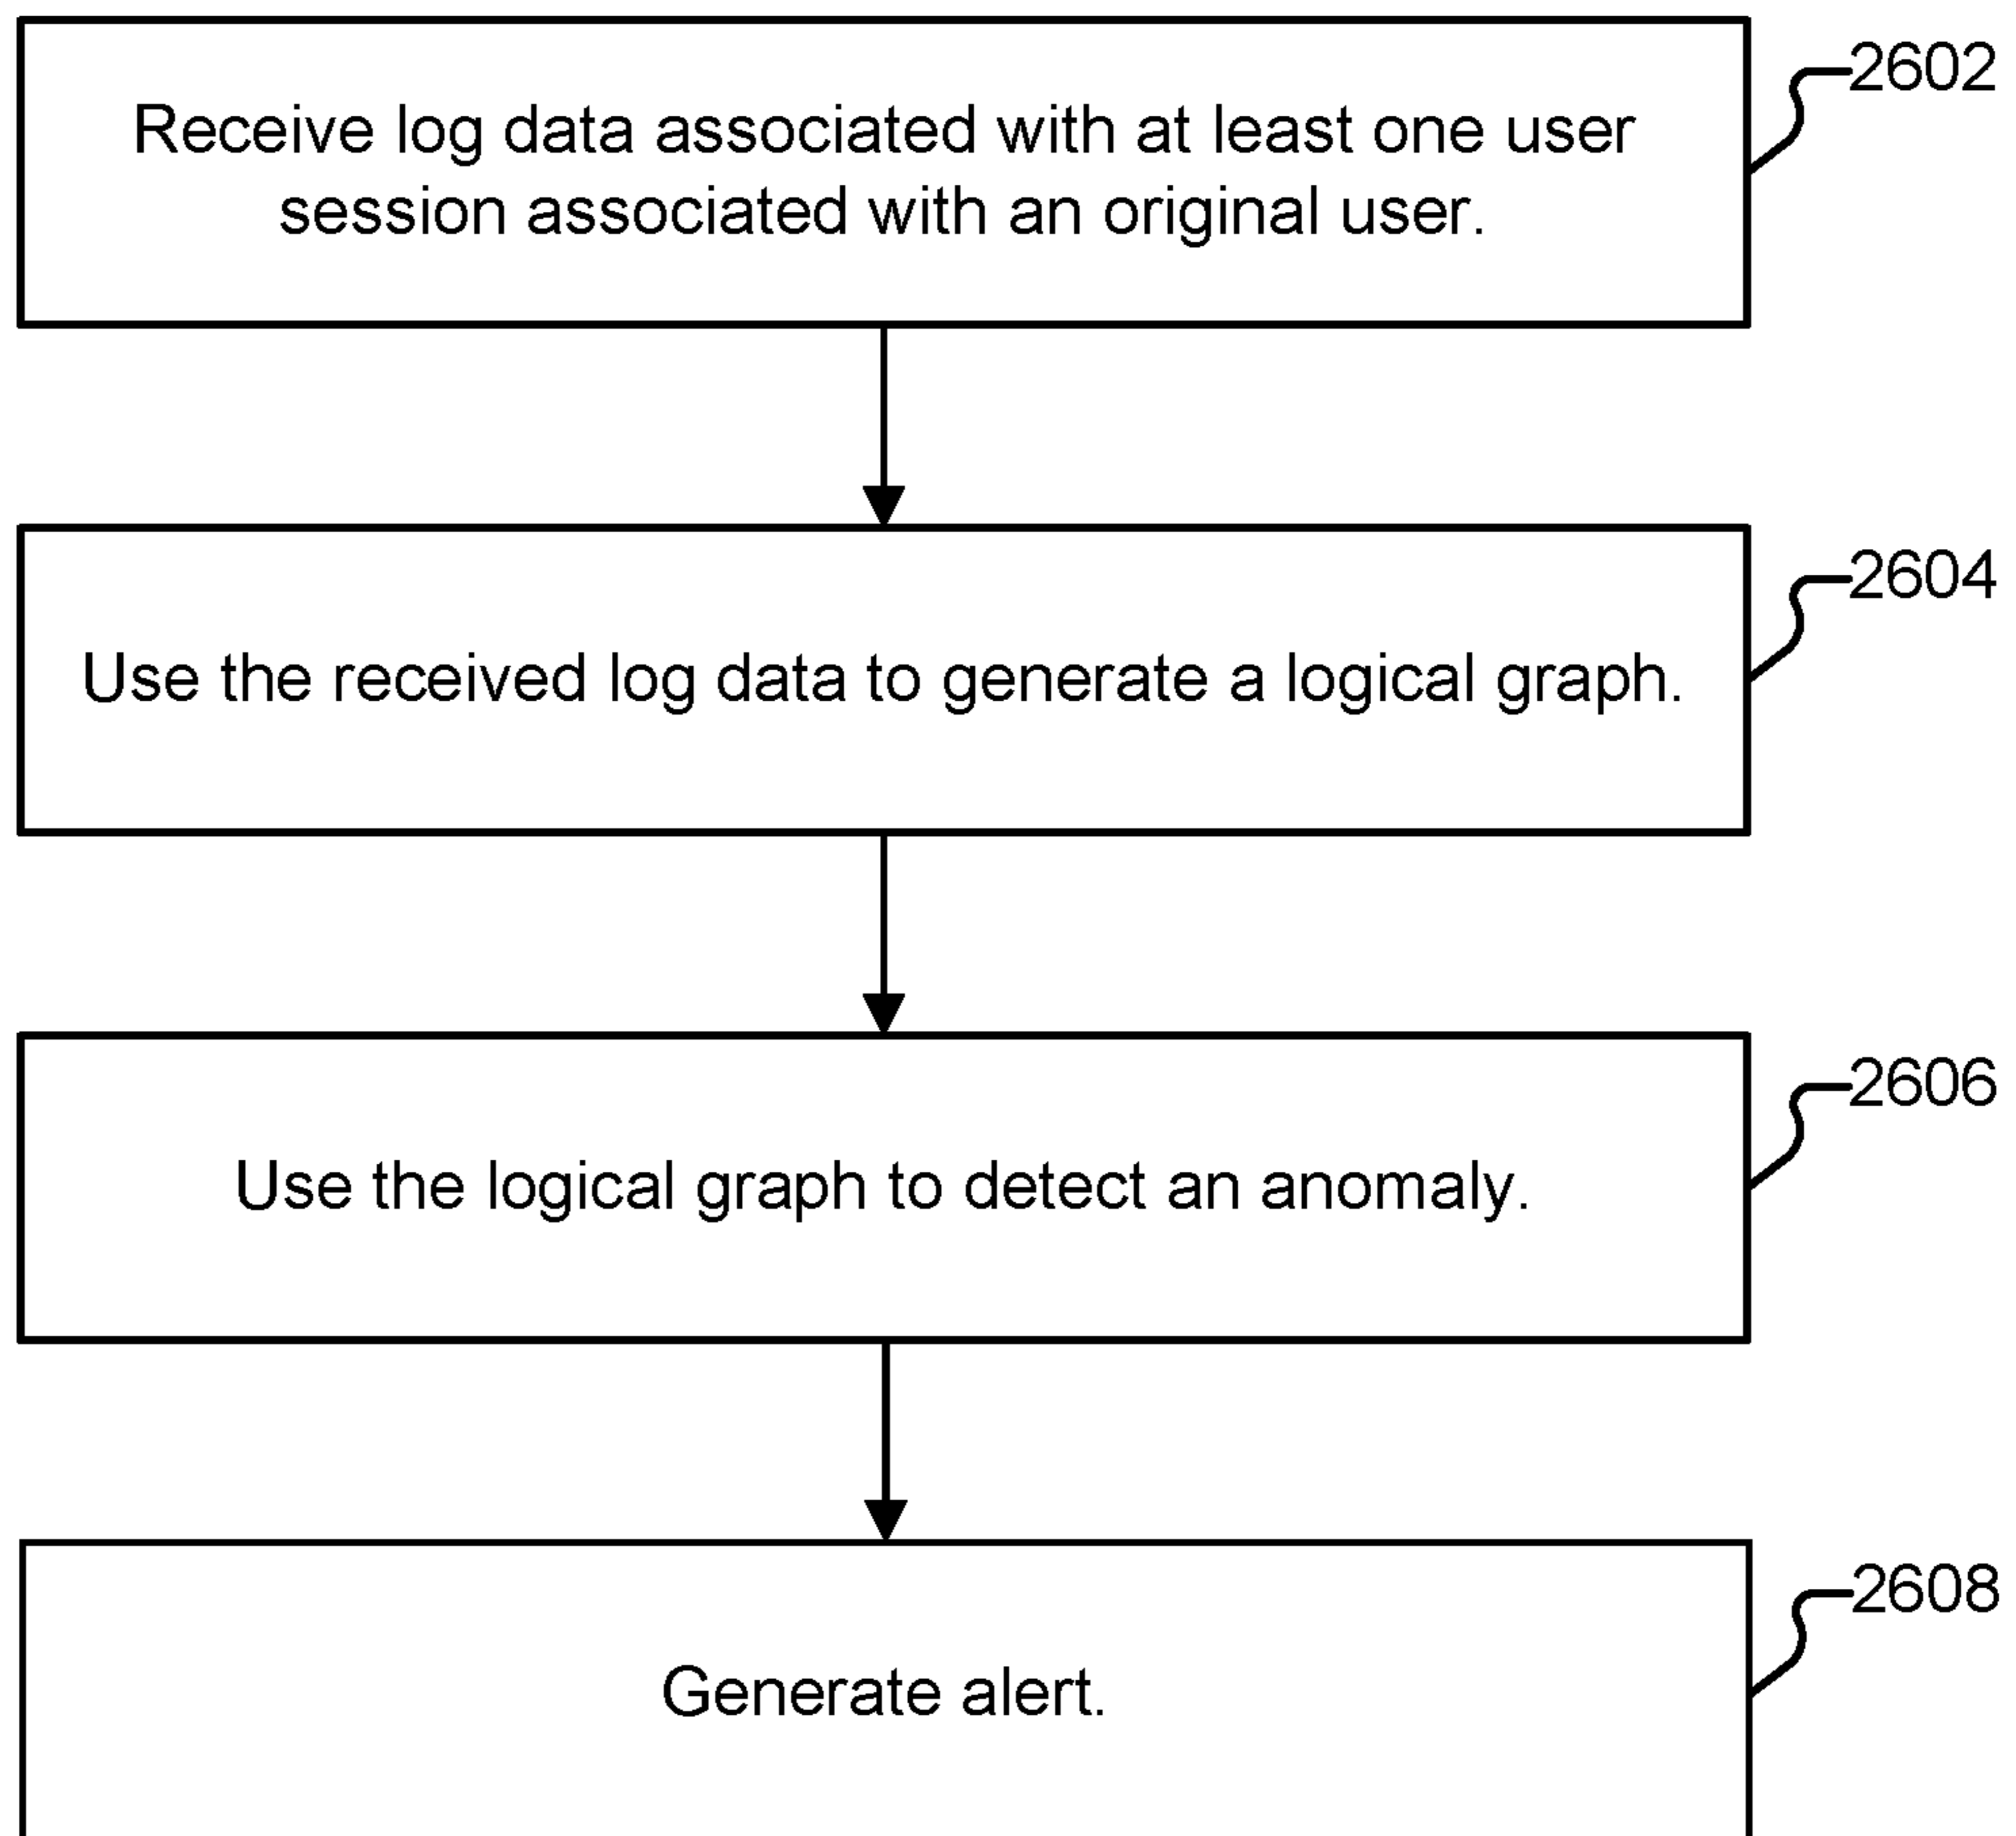 2602
Receive log data associated with at least one user
session associated with an original user.
2604
Use the received log data to generate a logical graph.
2606
Use the logical graph to detect an anomaly.
2608
Generate alert.